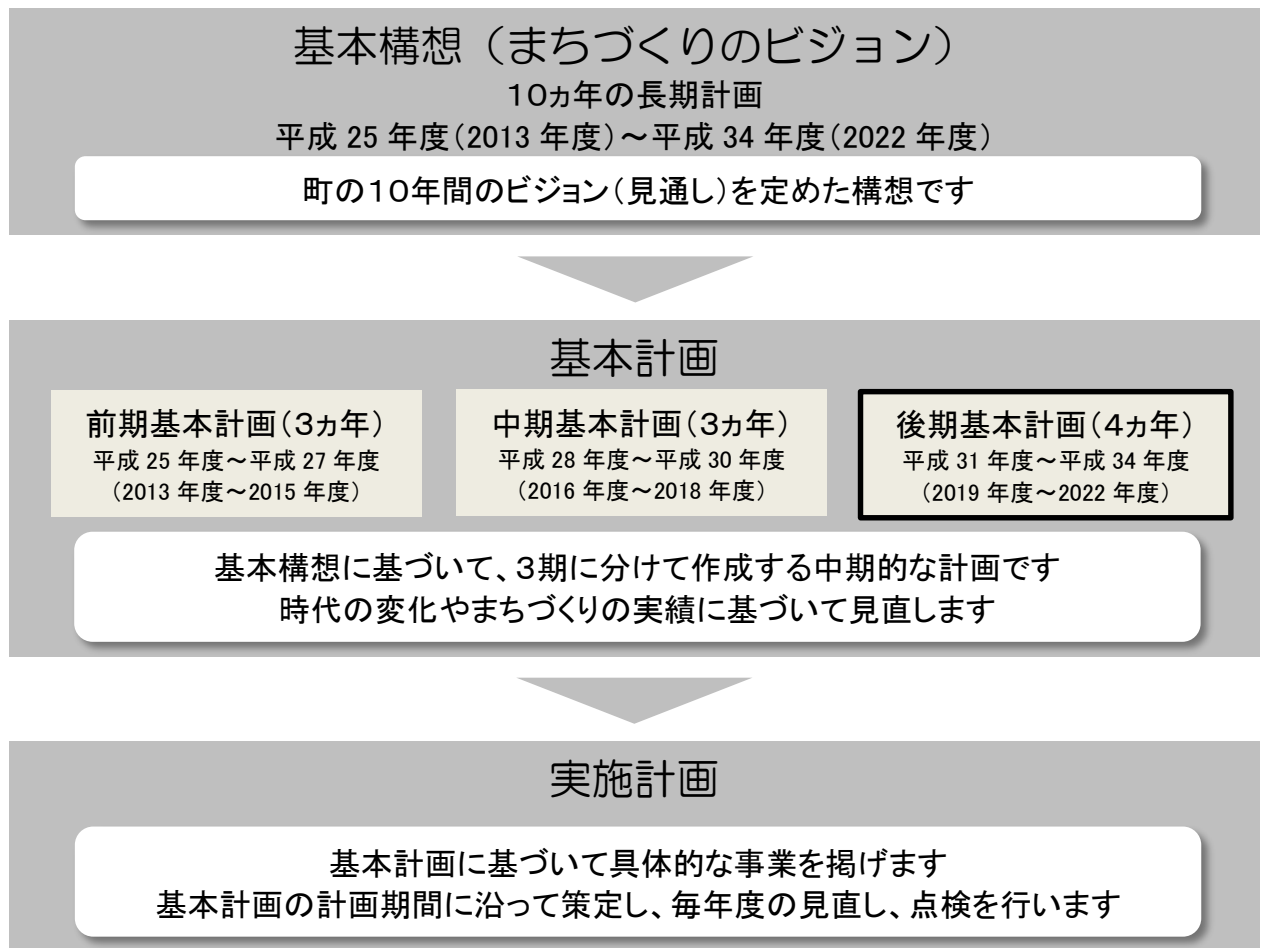 基本構想（まちづくりのビジョン）
１０ヵ年の長期計画
平成 25 年度（2013 年度）～平成 34 年度（2022 年度）
町の１０年間のビジョン（見通し）を定めた構想です
基本計画
前期基本計画（３ヵ年）
平成 25 年度～平成 27 年度
（2013 年度～2015 年度）
中期基本計画（３ヵ年）
平成 28 年度～平成 30 年度
（2016 年度～2018 年度）
後期基本計画（４ヵ年）
平成 31 年度～平成 34 年度
（2019 年度～2022 年度）
基本構想に基づいて、３期に分けて作成する中期的な計画です
時代の変化やまちづくりの実績に基づいて見直します
実施計画
基本計画に基づいて具体的な事業を掲げます
基本計画の計画期間に沿って策定し、毎年度の見直し、点検を行います